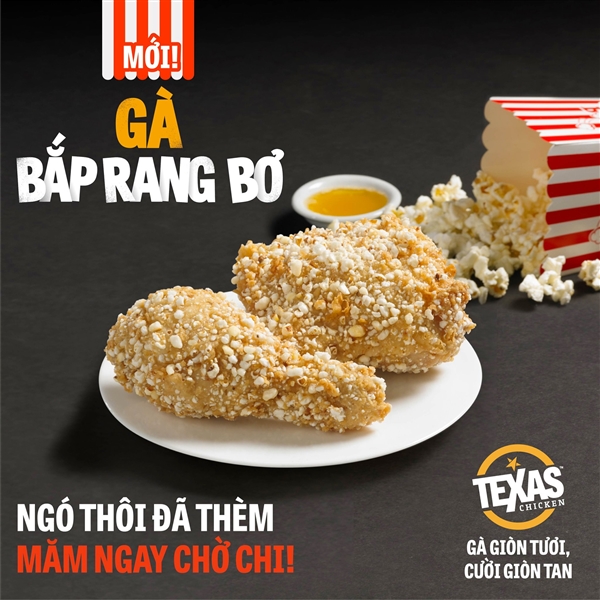 MỚI!
GÀ
BẮP RANG BƠ
NGÓ THÔI ĐÃ THÈM
MĂM NGAY CHỜ CHI!
TEXAS
CHICKEN
GÀ GIÒN TƯƠI,
CƯỜI GIÒN TAN